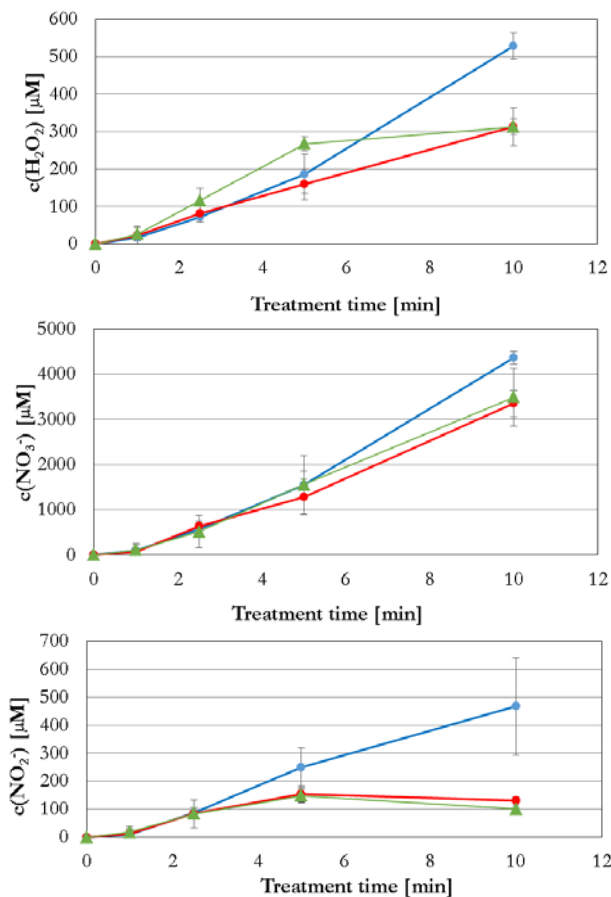 600
500
400
300
200
100
0
c(H₂O₂) [µM]
0 2 4 6 8 10 12
Treatment time [min]
5000
4000
3000
2000
1000
0
c(NO₃⁻) [µM]
0 2 4 6 8 10 12
Treatment time [min]
700
600
500
400
300
200
100
0
c(NO₂⁻) [µM]
0 2 4 6 8 10 12
Treatment time [min]